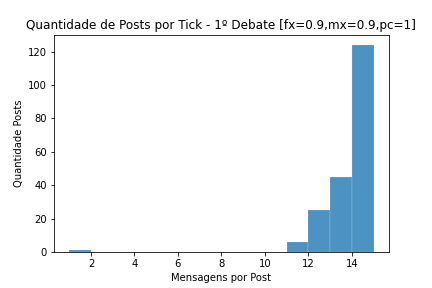 Quantidade de Posts por Tick - 1º Debate [fx=0.9,mx=0.9,pc=1]
120
100
80
60
40
20
0
Quantidade Posts
2 4 6 8 10 12 14
Mensagens por Post